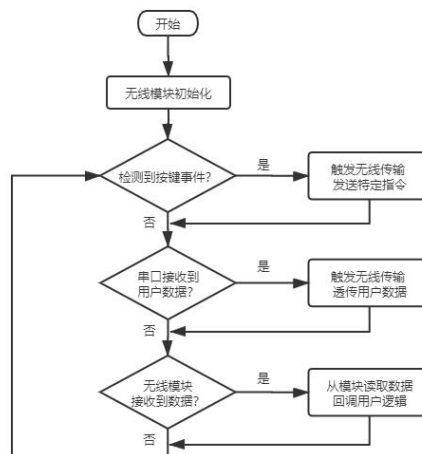 开始
无线模块初始化
检测到按键事件?
是
触发无线传输
发送特定指令
否
串口接收到
用户数据?
是
触发无线传输
透传用户数据
否
无线模块
接收到数据?
是
从模块读取数据
回调用户逻辑
否